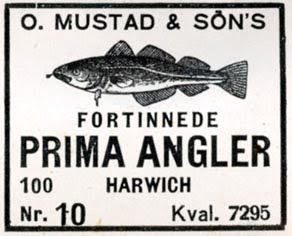 O. MUSTAD & SÖN'S
FORTINNEDE
PRIMA ANGLER
100 HARWICH
Nr. 10 Kval. 7295